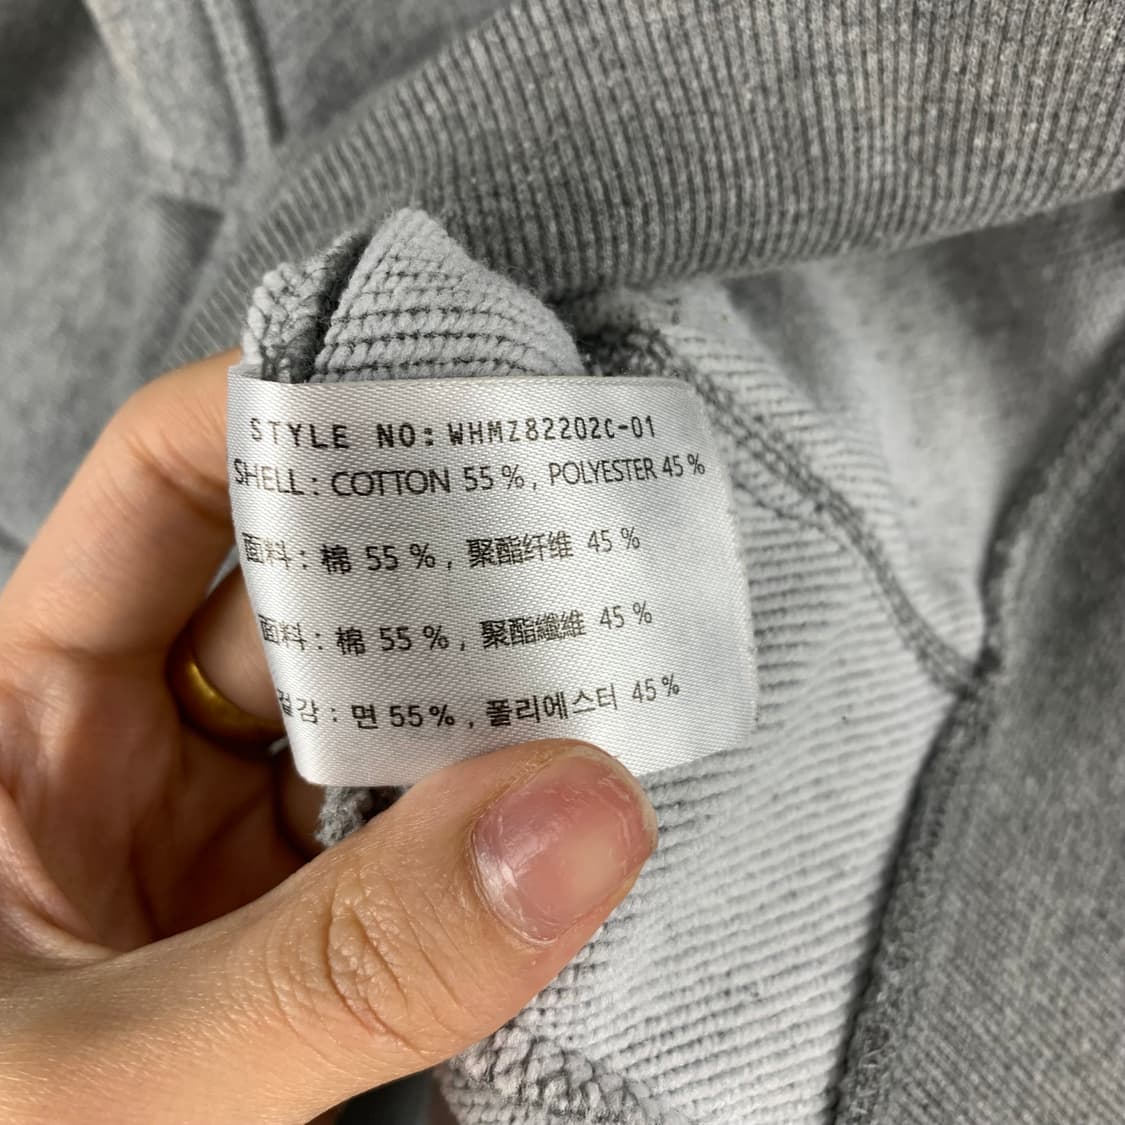 STYLE NO: WHMZ82202C-01
SHELL: COTTON 55 %, POLYESTER 45 %
面料: 棉 55 %, 聚酯纤维 45 %
面料: 棉 55 %, 聚酯纖維 45 %
겉감: 면 55%, 폴리에스터 45%